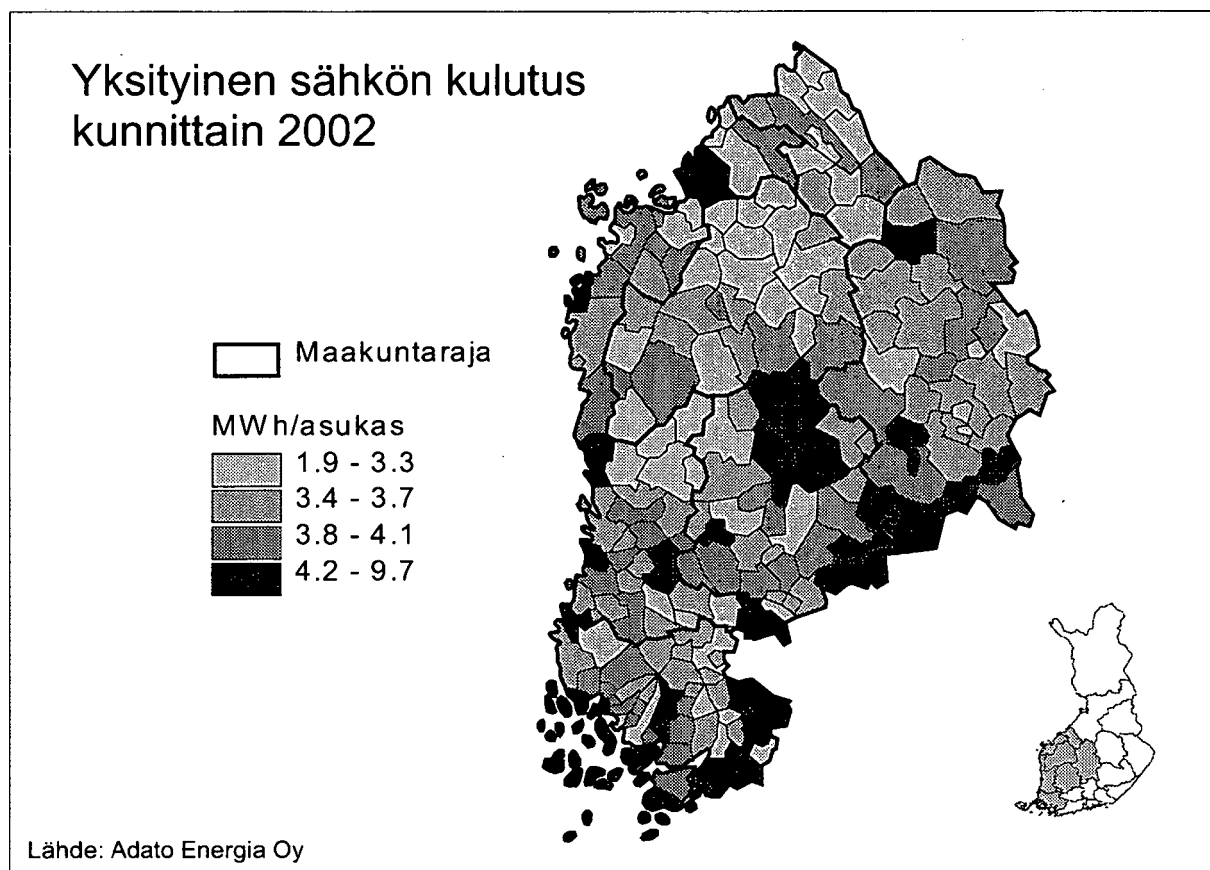 Yksityinen sähkön kulutus
kunnittain 2002
Maakuntaraja
MWh/asukas
1.9 - 3.3
3.4 - 3.7
3.8 - 4.1
4.2 - 9.7
Lähde: Adato Energia Oy